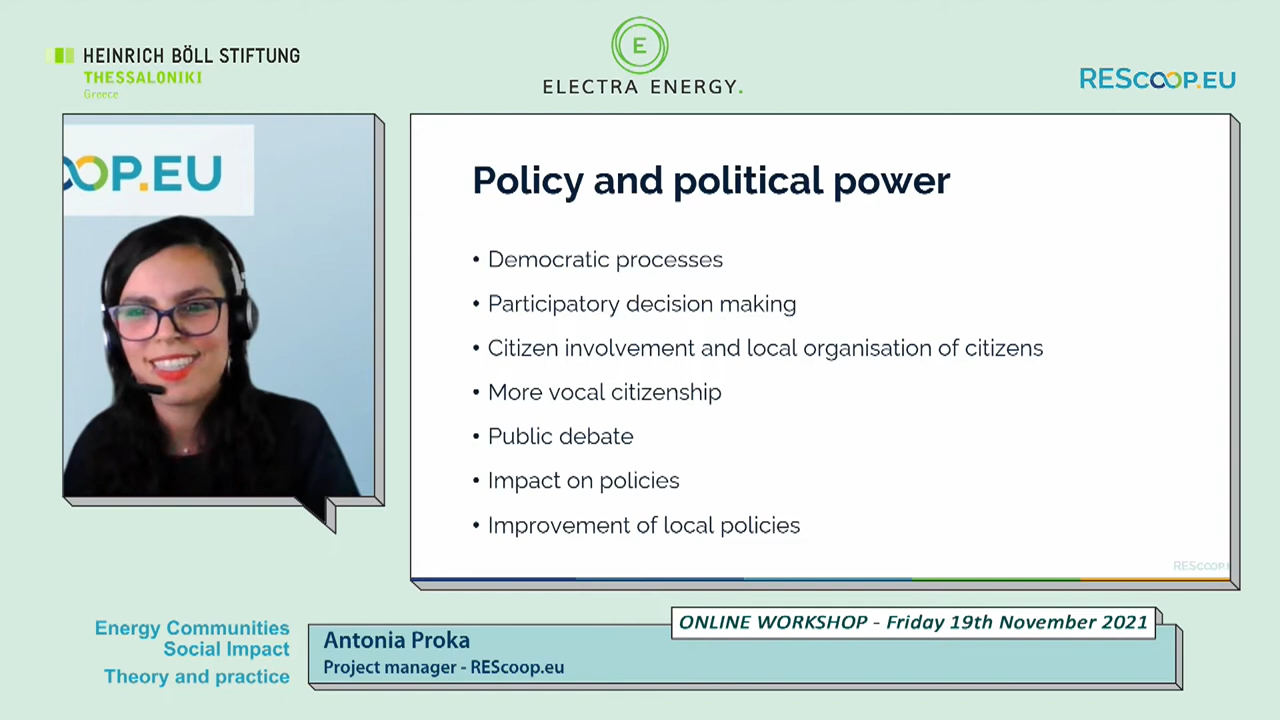 HEINRICH BÖLL STIFTUNG
THESSALONIKI
Greece
E
ELECTRA ENERGY.
REScoop.EU
OOP.EU
Policy and political power
• Democratic processes
• Participatory decision making
• Citizen involvement and local organisation of citizens
• More vocal citizenship
• Public debate
• Impact on policies
• Improvement of local policies
REScoop.
ONLINE WORKSHOP - Friday 19th November 2021
Energy Communities
Social Impact
Theory and practice
Antonia Proka
Project manager - REScoop.eu